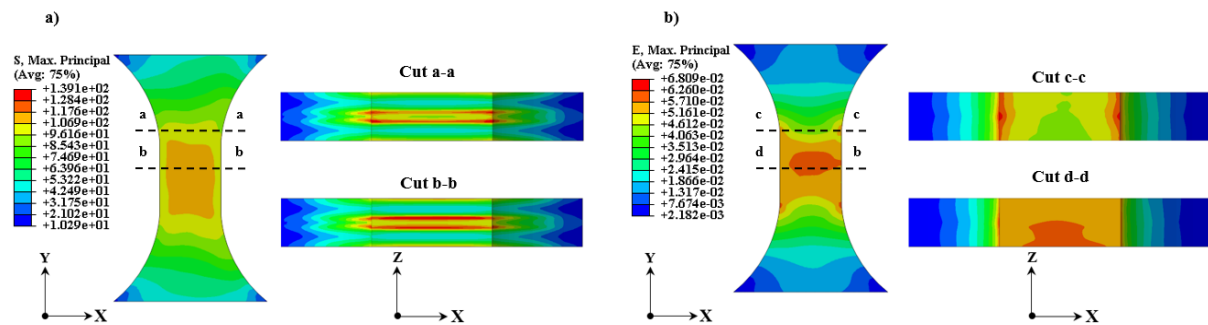 a)
S, Max. Principal
(Avg: 75%)
+1.391e+02
+1.284e+02
+1.176e+02
+1.069e+02
+9.616e+01
+8.543e+01
+7.469e+01
+6.396e+01
+5.322e+01
+4.249e+01
+3.175e+01
+2.102e+01
+1.029e+01
a a
b b
Y
X
Cut a-a
Cut b-b
Z
X
b)
E, Max. Principal
(Avg: 75%)
+6.809e-02
+6.260e-02
+5.710e-02
+5.161e-02
+4.612e-02
+4.063e-02
+3.513e-02
+2.964e-02
+2.415e-02
+1.866e-02
+1.317e-02
+7.674e-03
+2.182e-03
c c
d b
Y
X
Cut c-c
Cut d-d
Z
X